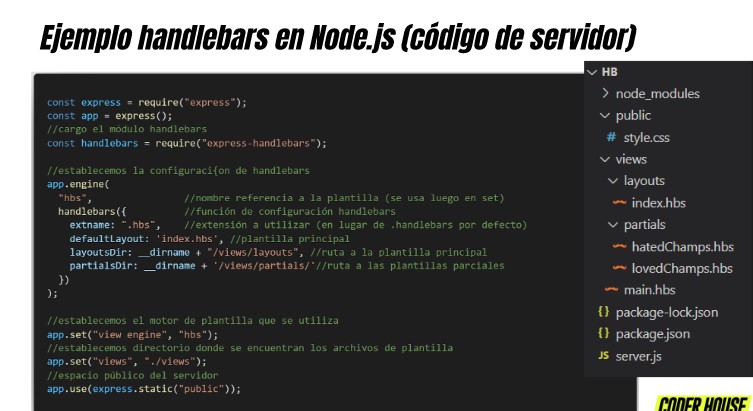 Ejemplo handlebars en Node.js (código de servidor)
const express = require("express");
const app = express();
//cargo el módulo handlebars
const handlebars = require("express-handlebars");
//establecemos la configuraci{on de handlebars
app.engine(
"hbs", //nombre referencia a la plantilla (se usa luego en set)
handlebars({ //función de configuración handlebars
extname: ".hbs", //extensión a utilizar (en lugar de .handlebars por defecto)
defaultLayout: 'index.hbs', //plantilla principal
layoutsDir: __dirname + "/views/layouts", //ruta a la plantilla principal
partialsDir: __dirname + '/views/partials/'//ruta a las plantillas parciales
})
);
//establecemos el motor de plantilla que se utiliza
app.set("view engine", "hbs");
//establecemos directorio donde se encuentran los archivos de plantilla
app.set("views", "./views");
//espacio público del servidor
app.use(express.static("public"));
HB
node_modules
public
# style.css
views
layouts
index.hbs
partials
hatedChamps.hbs
lovedChamps.hbs
main.hbs
{} package-lock.json
{} package.json
JS server.js
CODER HOUSE